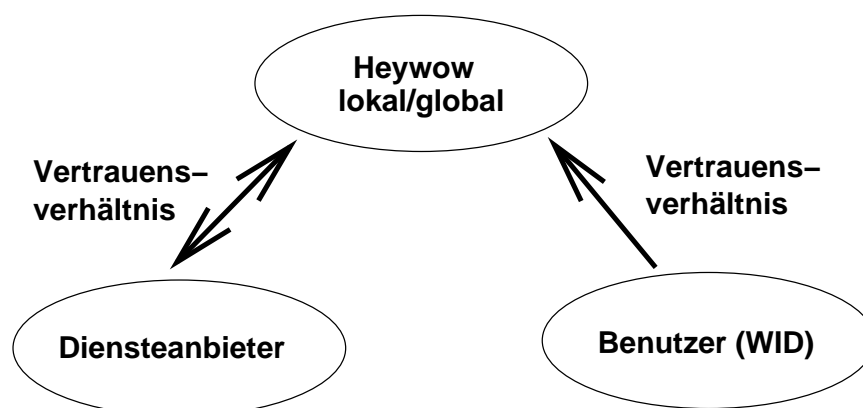 Heywow
lokal/global
Vertrauens–
verhältnis
Vertrauens–
verhältnis
Diensteanbieter
Benutzer (WID)